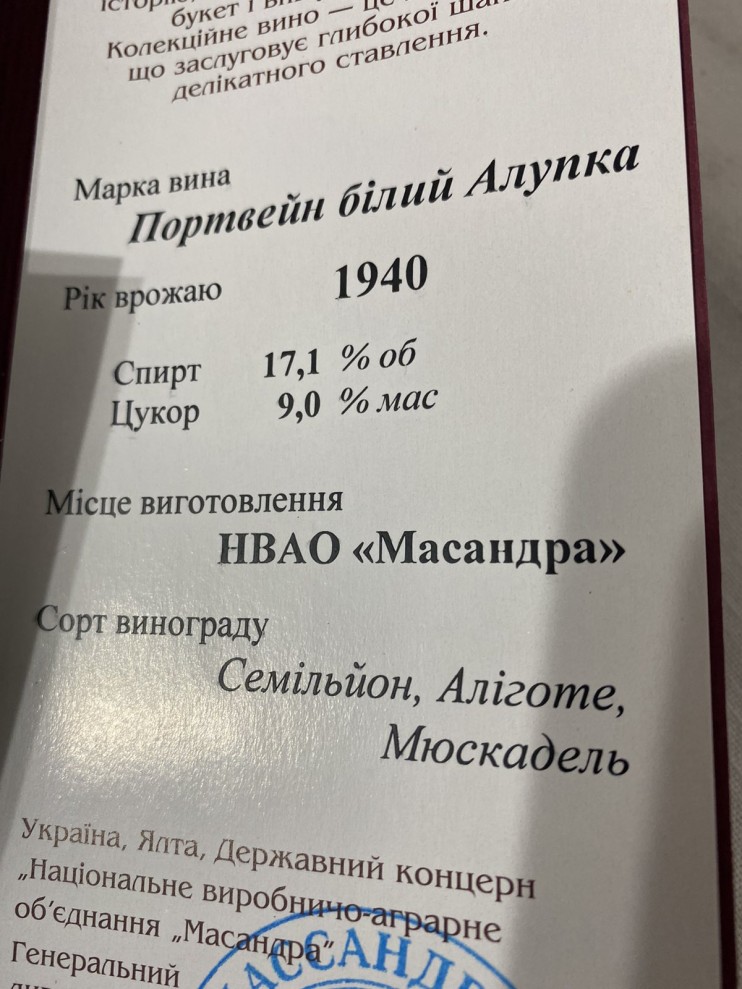 букет і
Колекційне вино —
що заслуговує глибокої
делікатного ставлення.
Марка вина
Портвейн білий Алупка
Рік врожаю 1940
Спирт 17,1 % об
Цукор 9,0 % мас
Місце виготовлення
НВАО «Масандра»
Сорт винограду
Семільйон, Аліготе,
Мюскадель
Україна, Ялта, Державний концерн
„Національне виробничо-аграрне
об’єднання „Масандра”
Генеральний